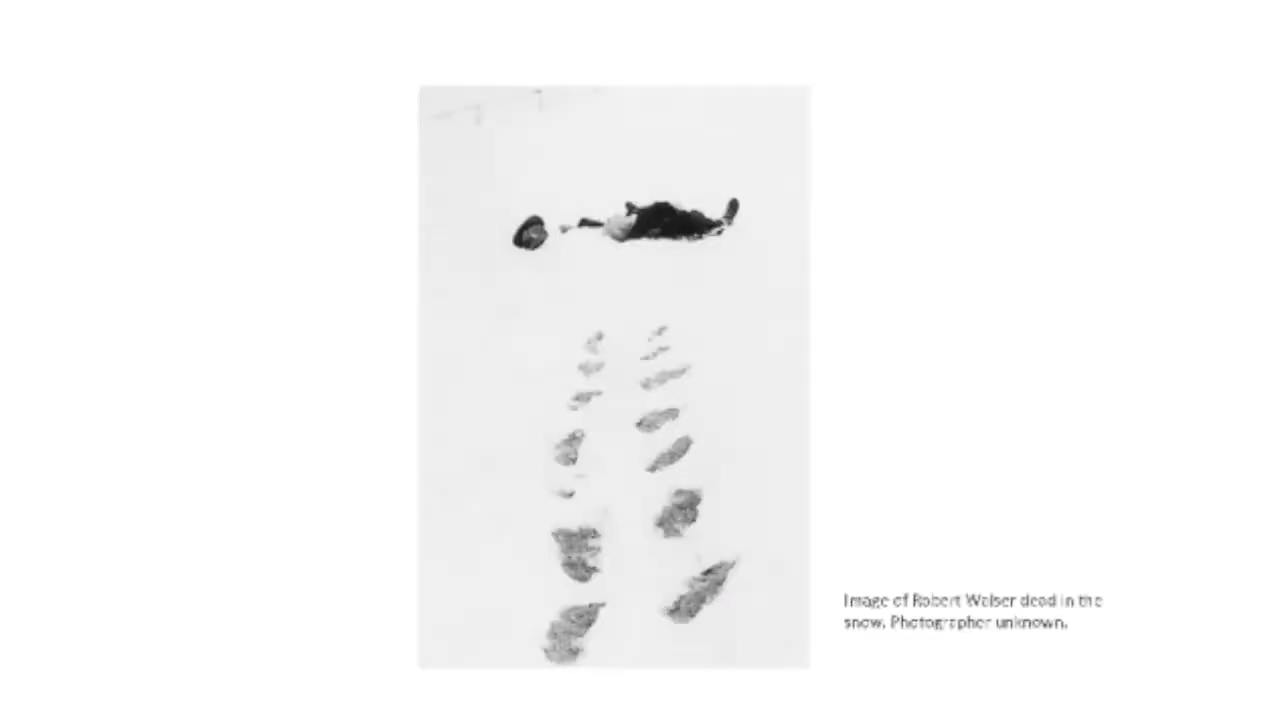 Image of Robert Walser dead in the
snow. Photographer unknown.